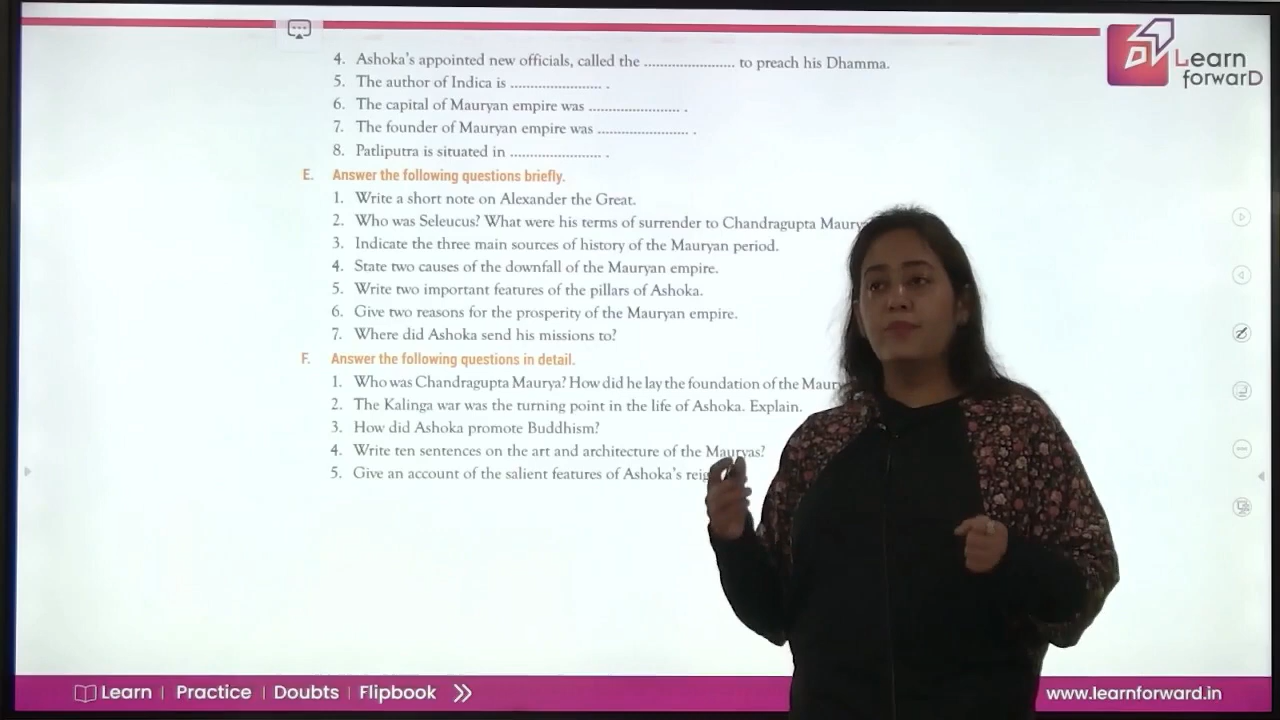 4. Ashoka's appointed new officials, called the ........................ to preach his Dhamma.
5. The author of Indica is ........................ .
6. The capital of Mauryan empire was ........................ .
7. The founder of Mauryan empire was ........................ .
8. Patliputra is situated in ........................ .
E. Answer the following questions briefly.
1. Write a short note on Alexander the Great.
2. Who was Seleucus? What were his terms of surrender to Chandragupta Maury
3. Indicate the three main sources of history of the Mauryan period.
4. State two causes of the downfall of the Mauryan empire.
5. Write two important features of the pillars of Ashoka.
6. Give two reasons for the prosperity of the Mauryan empire.
7. Where did Ashoka send his missions to?
F. Answer the following questions in detail.
1. Who was Chandragupta Maurya? How did he lay the foundation of the Maur
2. The Kalinga war was the turning point in the life of Ashoka. Explain.
3. How did Ashoka promote Buddhism?
4. Write ten sentences on the art and architecture of the Mauryas?
5. Give an account of the salient features of Ashoka's reig
Learn
forwarD
Learn | Practice | Doubts | Flipbook
www.learnforward.in